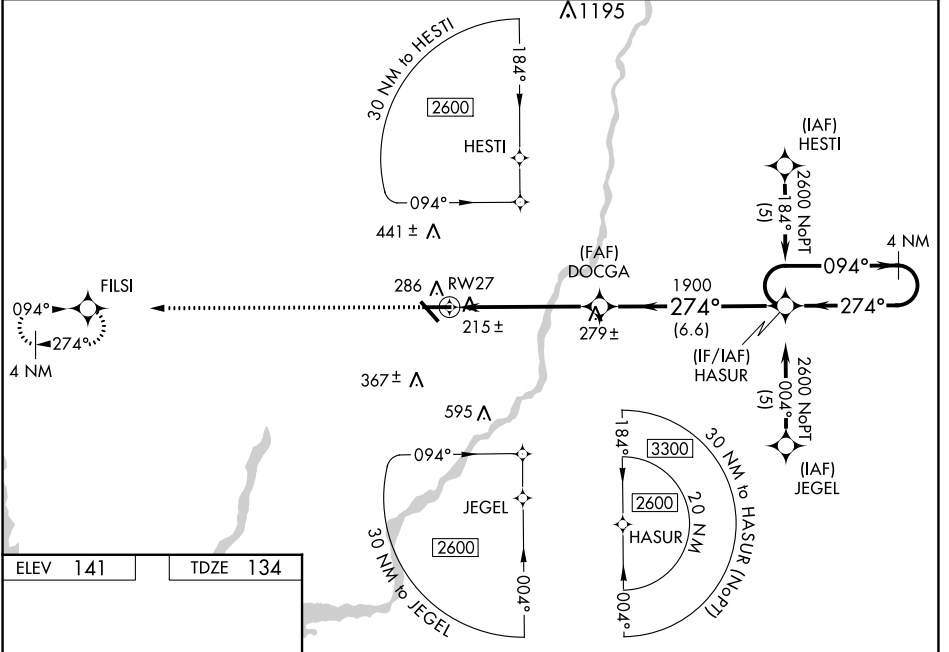 1195
30 NM to HESTI
184°
2600
HESTI
094°
441 ±
(IAF)
HESTI
2600 NoPT
184°
(5)
4 NM
094°
274°
(FAF)
DOCGA
1900
274°
(6.6)
279 ±
(IF/IAF)
HASUR
286
RW27
215 ±
FILSI
094°
274°
4 NM
367 ±
595
2600 NoPT
004°
(5)
(IAF)
JEGEL
094°
JEGEL
2600
004°
30 NM to JEGEL
184°
3300
2600
HASUR
20 NM
30 NM to HASUR (NoPT)
004°
ELEV 141
TDZE 134